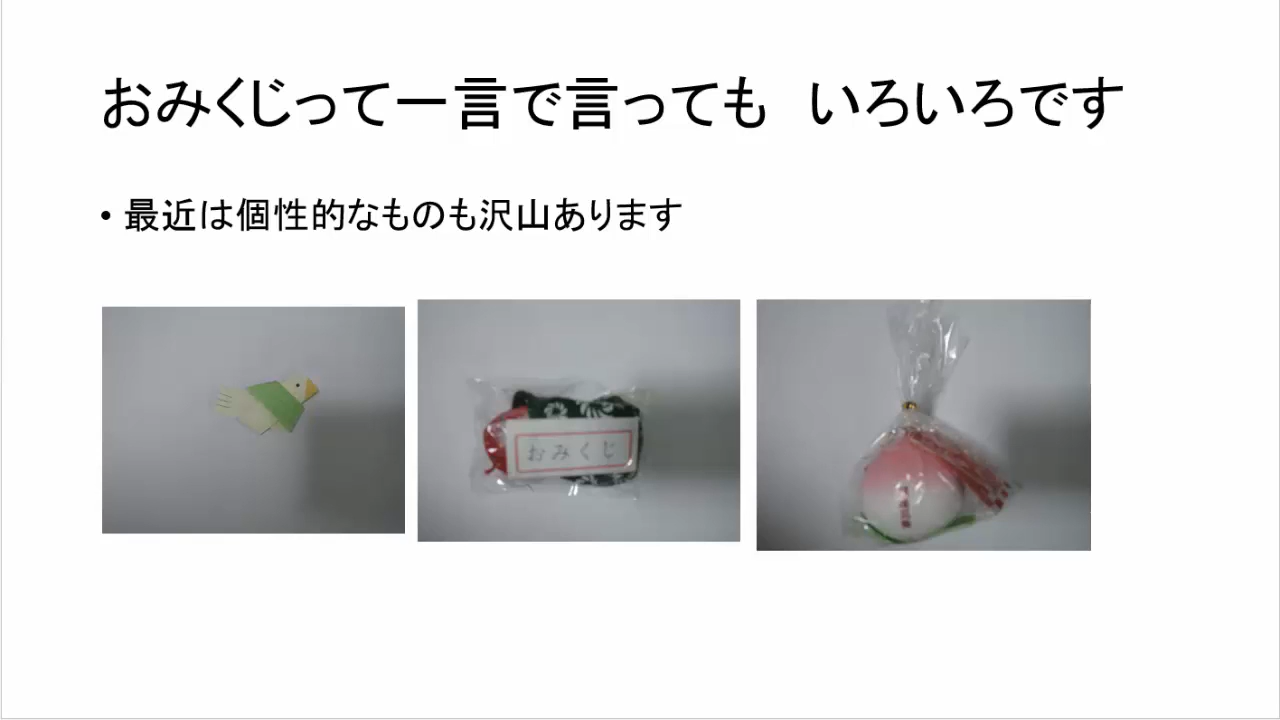 おみくじって一言で言っても　いろいろです
• 最近は個性的なものも沢山あります
おみくじ